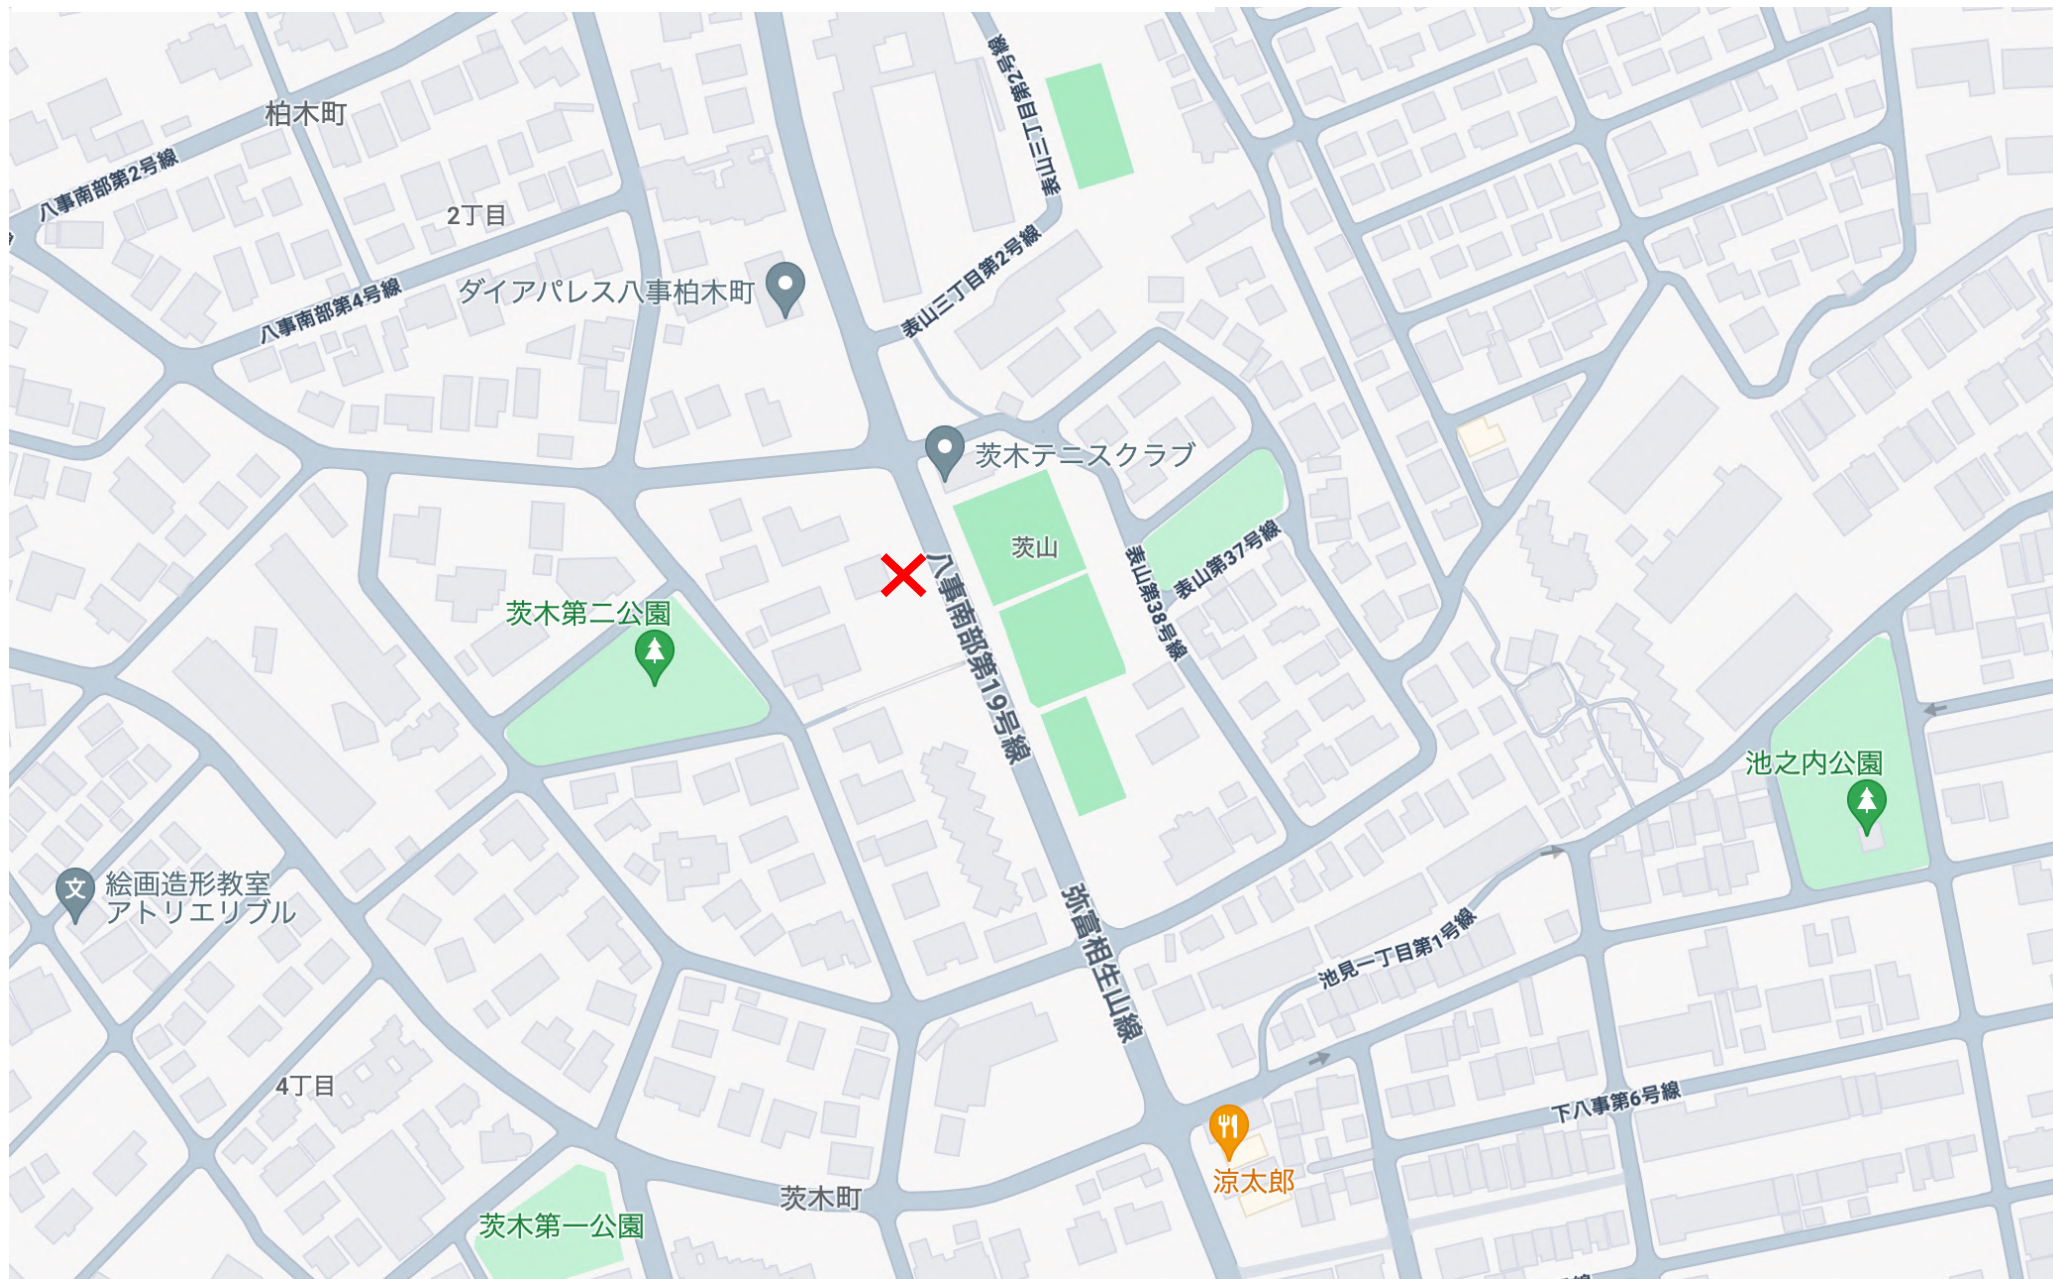 柏木町
八事南部第2号線
2丁目
八事南部第4号線
ダイアパレス八事柏木町
表山三丁目第2号線
表山三丁目第2号線
茨木テニスクラブ
茨山
表山第37号線
表山第38号線
八事南部第19号線
茨木第二公園
池之内公園
文
絵画造形教室
アトリエリブル
弥富相生山線
池見一丁目第1号線
4丁目
下八事第6号線
涼太郎
茨木町
茨木第一公園